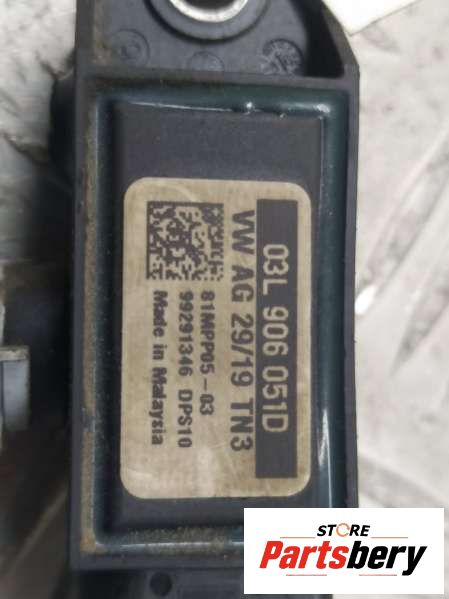 03L 906 051D
VW AG 29/19 TN3
81MPP05-03
99291346 DPS10
Made in Malaysia
STORE
Partsbery